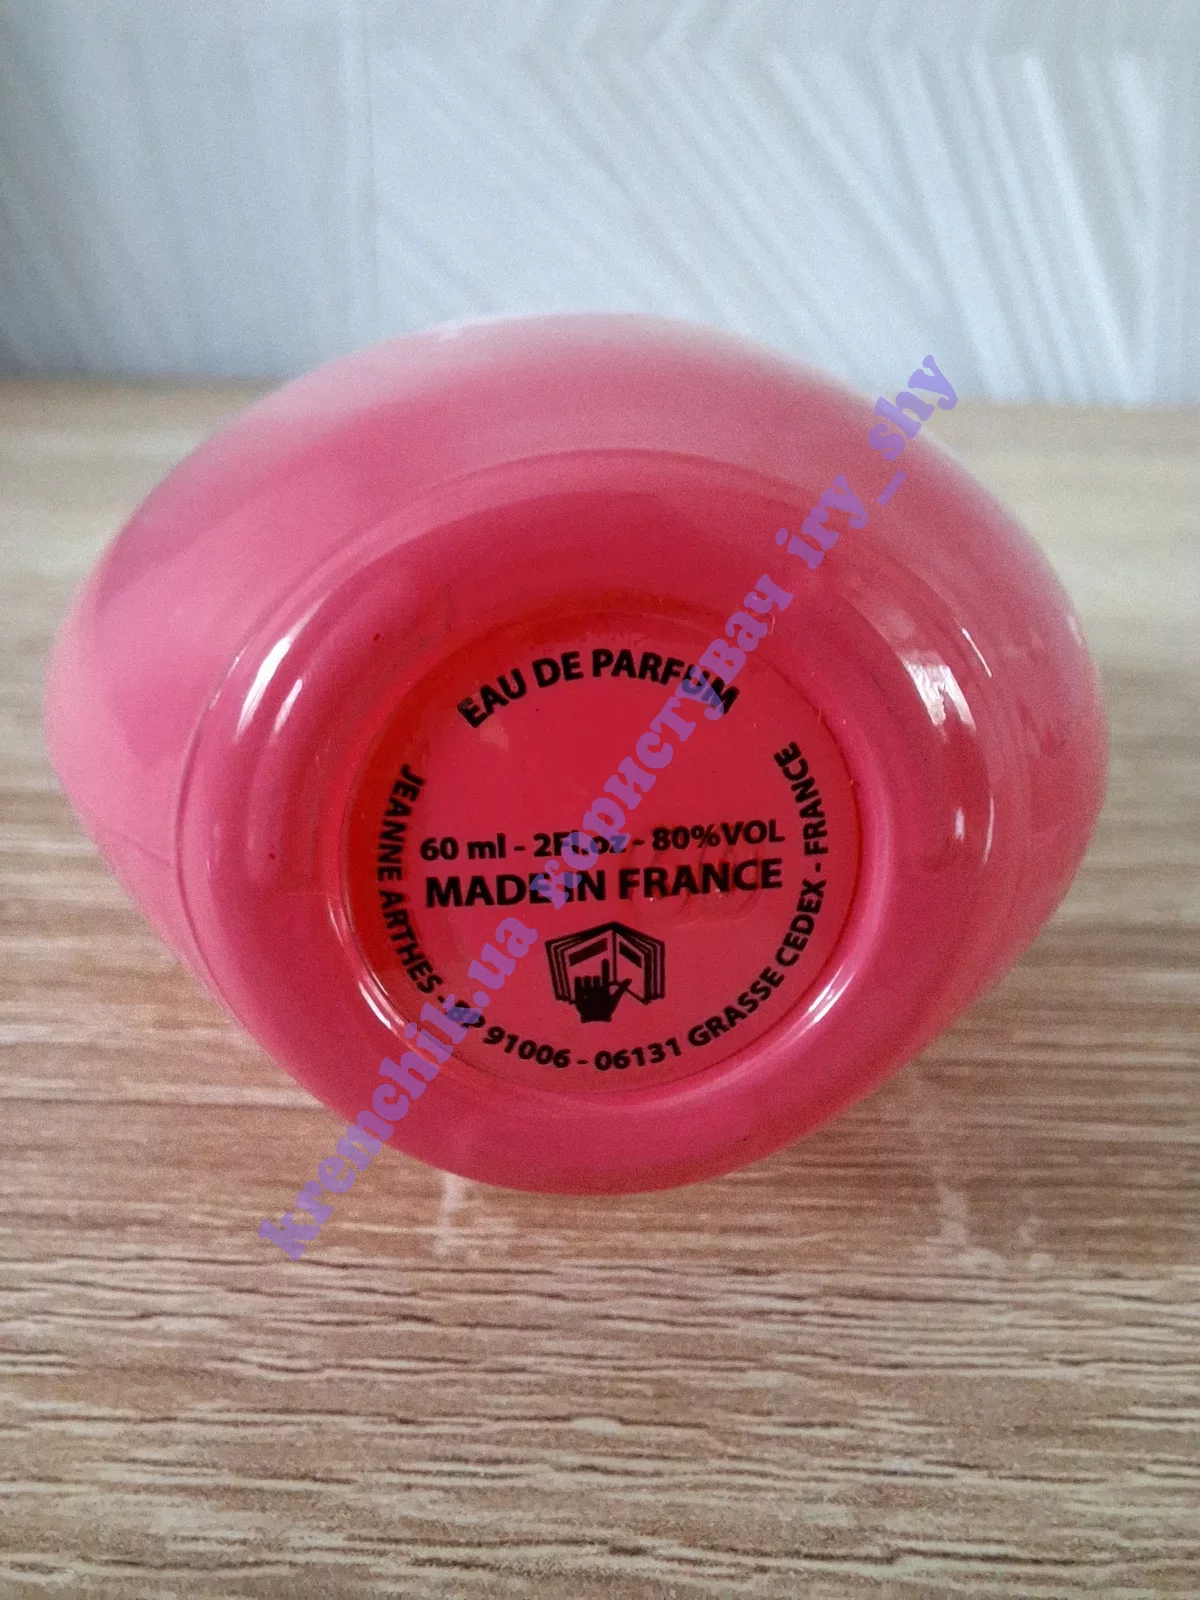 EAU DE PARFUM
60 ml - 2Fl.oz - 80%VOL
MADE IN FRANCE
JEANNE ARTHES - BP 91006 - 06131 GRASSE CEDEX - FRANCE
kremchik.ua користуВач iry_shy